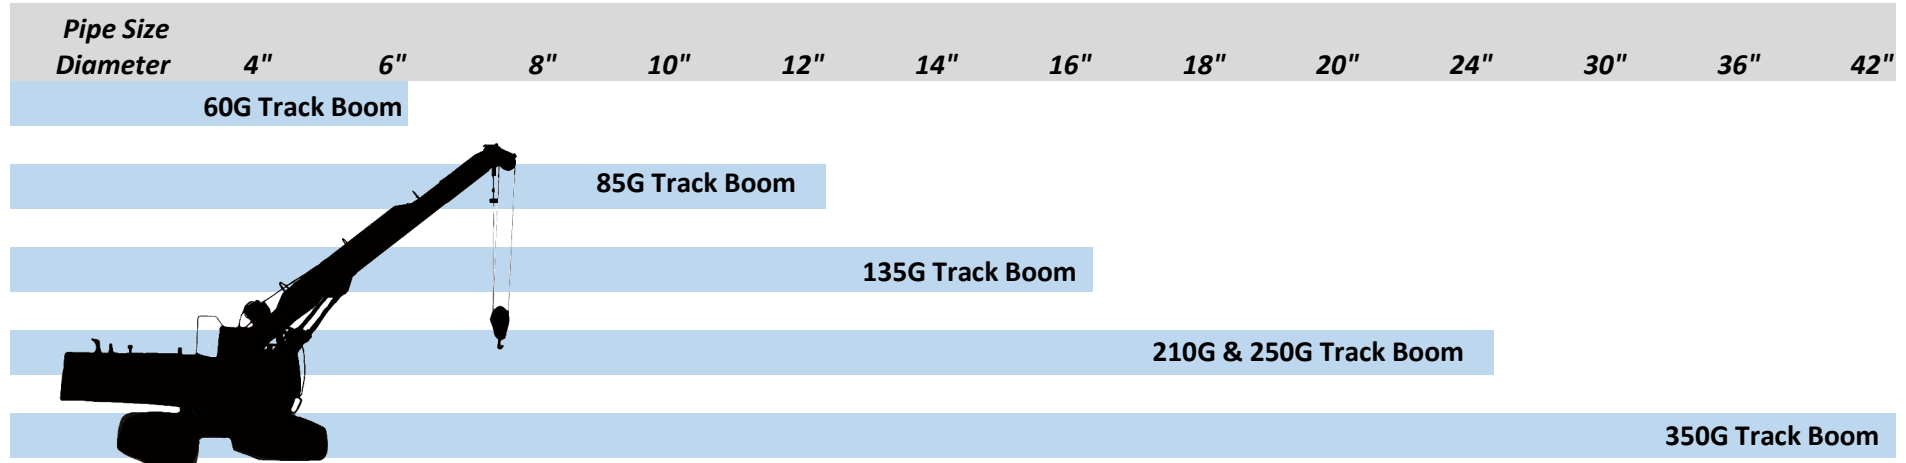 Pipe Size
Diameter 4" 6" 8" 10" 12" 14" 16" 18" 20" 24" 30" 36" 42"
60G Track Boom
85G Track Boom
135G Track Boom
210G & 250G Track Boom
350G Track Boom